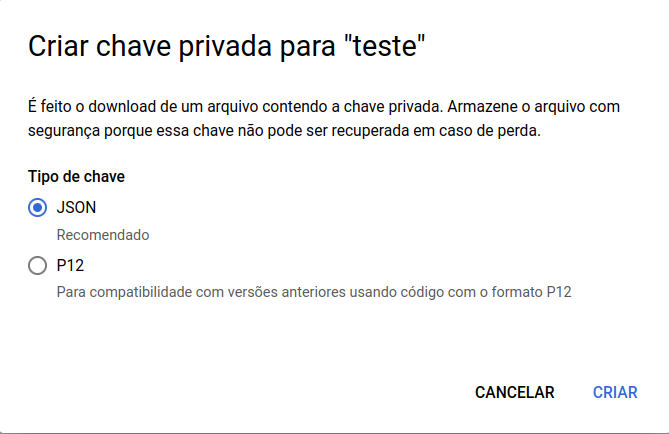 Criar chave privada para "teste"
É feito o download de um arquivo contendo a chave privada. Armazene o arquivo com
segurança porque essa chave não pode ser recuperada em caso de perda.
Tipo de chave
JSON
Recomendado
P12
Para compatibilidade com versões anteriores usando código com o formato P12
CANCELAR CRIAR